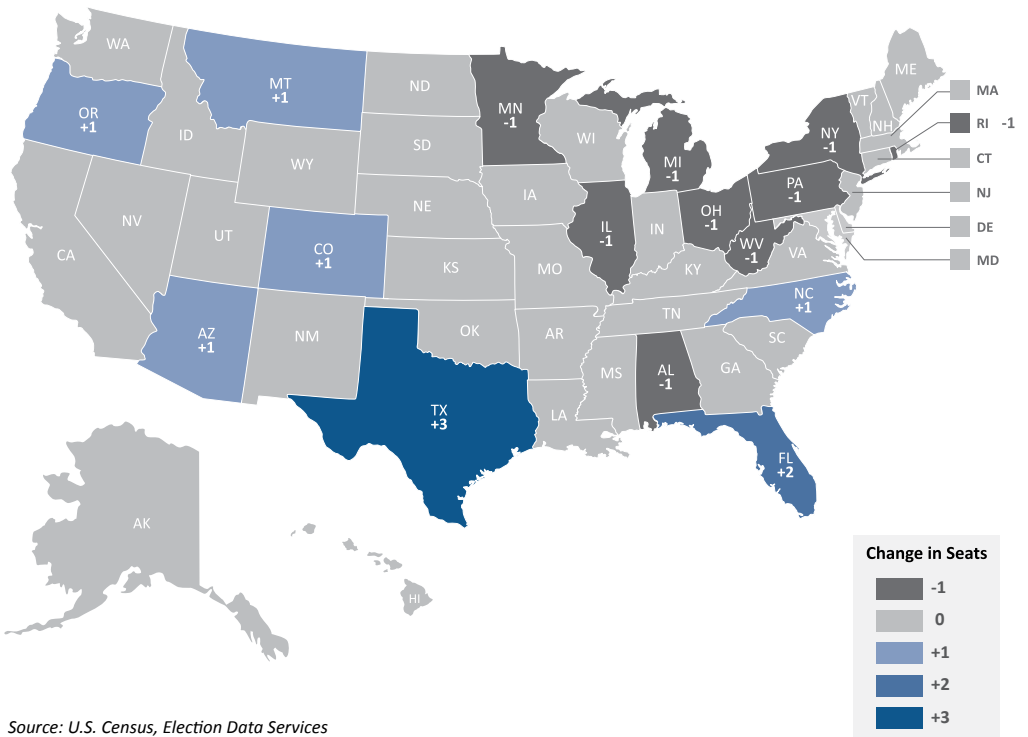 WA
ME
MT
+1
ND
MN
-1
VT
MA
OR
+1
ID
WI
NH
NY
-1
RI -1
SD
MI
-1
CT
WY
PA
-1
NJ
IA
NE
OH
-1
NV
IL
-1
IN
DE
UT
CO
+1
WV
-1
VA
MD
CA
KS
MO
KY
NC
+1
AZ
+1
NM
OK
AR
TN
SC
MS
AL
-1
GA
TX
+3
LA
FL
+2
AK
HI
Change in Seats
-1
0
+1
+2
+3
Source: U.S. Census, Election Data Services